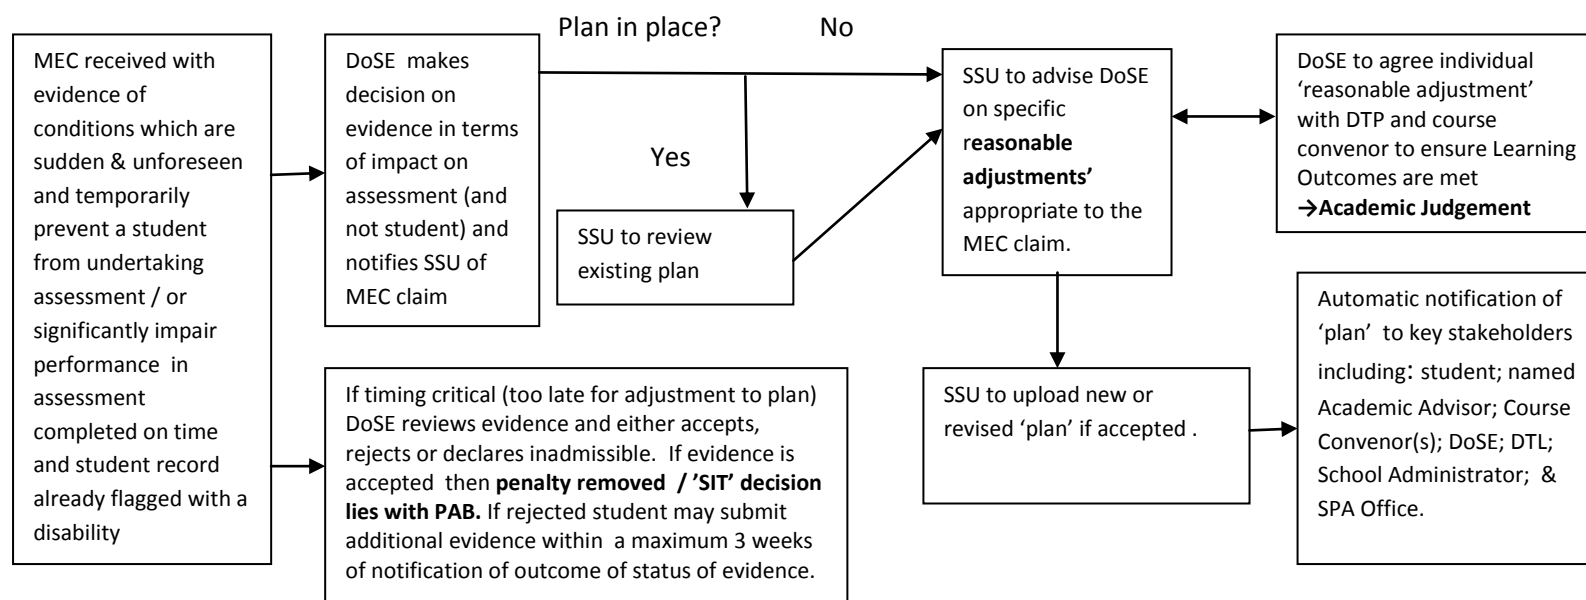 Plan in place?
No
MEC received with
evidence of
conditions which are
sudden & unforeseen
and temporarily
prevent a student
from undertaking
assessment / or
significantly impair
performance in
assessment
completed on time
and student record
already flagged with a
disability
DoSE makes
decision on
evidence in terms
of impact on
assessment (and
not student) and
notifies SSU of
MEC claim
Yes
SSU to review
existing plan
SSU to advise DoSE
on specific
reasonable
adjustments’
appropriate to the
MEC claim.
DoSE to agree individual
‘reasonable adjustment’
with DTP and course
convenor to ensure Learning
Outcomes are met
→Academic Judgement
If timing critical (too late for adjustment to plan)
DoSE reviews evidence and either accepts,
rejects or declares inadmissible. If evidence is
accepted then penalty removed / ’SIT’ decision
lies with PAB. If rejected student may submit
additional evidence within a maximum 3 weeks
of notification of outcome of status of evidence.
SSU to upload new or
revised ‘plan’ if accepted .
Automatic notification of
‘plan’ to key stakeholders
including: student; named
Academic Advisor; Course
Convenor(s); DoSE; DTL;
School Administrator; &
SPA Office.